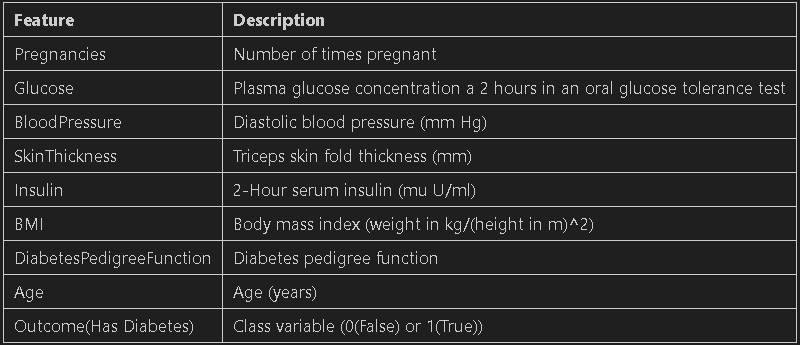 Feature Description
Pregnancies Number of times pregnant
Glucose Plasma glucose concentration a 2 hours in an oral glucose tolerance test
BloodPressure Diastolic blood pressure (mm Hg)
SkinThickness Triceps skin fold thickness (mm)
Insulin 2-Hour serum insulin (mu U/ml)
BMI Body mass index (weight in kg/(height in m)^2)
DiabetesPedigreeFunction Diabetes pedigree function
Age Age (years)
Outcome(Has Diabetes) Class variable (0(False) or 1(True))